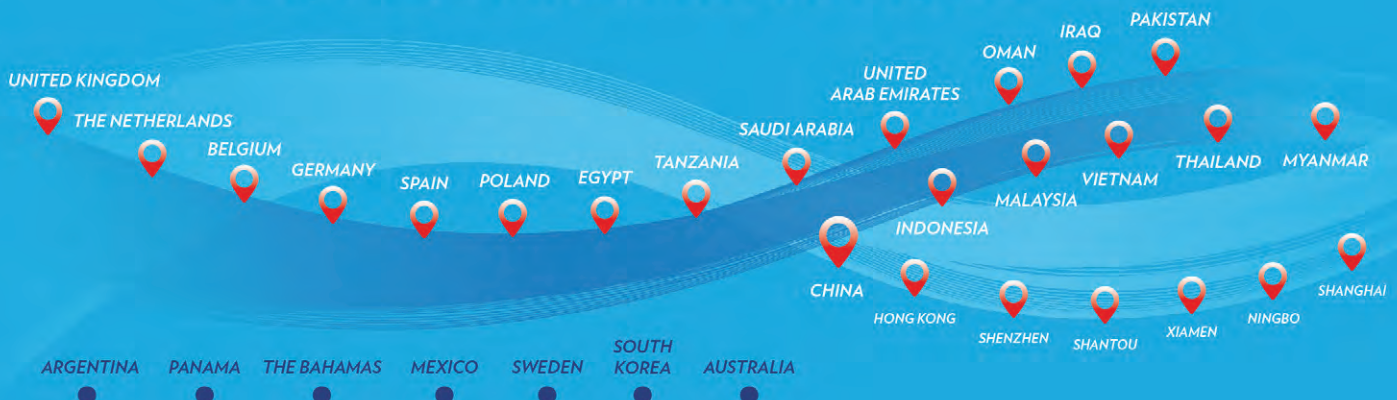 UNITED KINGDOM
THE NETHERLANDS
BELGIUM
GERMANY
SPAIN
POLAND
EGYPT
TANZANIA
SAUDI ARABIA
UNITED
ARAB EMIRATES
OMAN
IRAQ
PAKISTAN
CHINA
INDONESIA
MALAYSIA
VIETNAM
THAILAND
MYANMAR
HONG KONG
SHENZHEN
SHANTOU
XIAMEN
NINGBO
SHANGHAI
ARGENTINA
PANAMA
THE BAHAMAS
MEXICO
SWEDEN
SOUTH
KOREA
AUSTRALIA